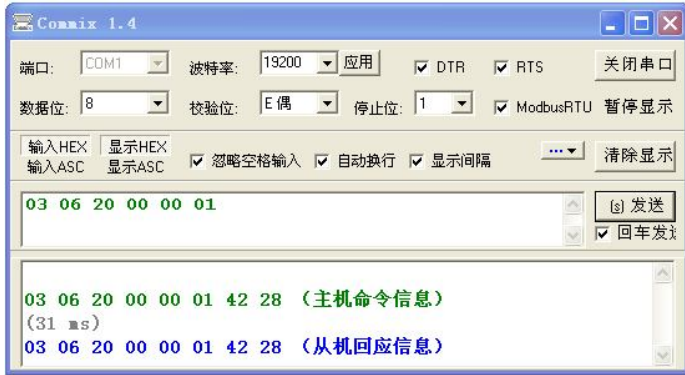 Commix 1.4
端口: COM1 波特率: 19200 应用 DTR RTS 关闭串口
数据位: 8 校验位: E偶 停止位: 1 ModbusRTU 暂停显示
输入HEX 显示HEX
输入ASC 显示ASC 忽略空格输入 自动换行 显示间隔 ... 清除显示
03 06 20 00 00 01 [s] 发送
回车发送
03 06 20 00 00 01 42 28 (主机命令信息)
(31 ms)
03 06 20 00 00 01 42 28 (从机回应信息)